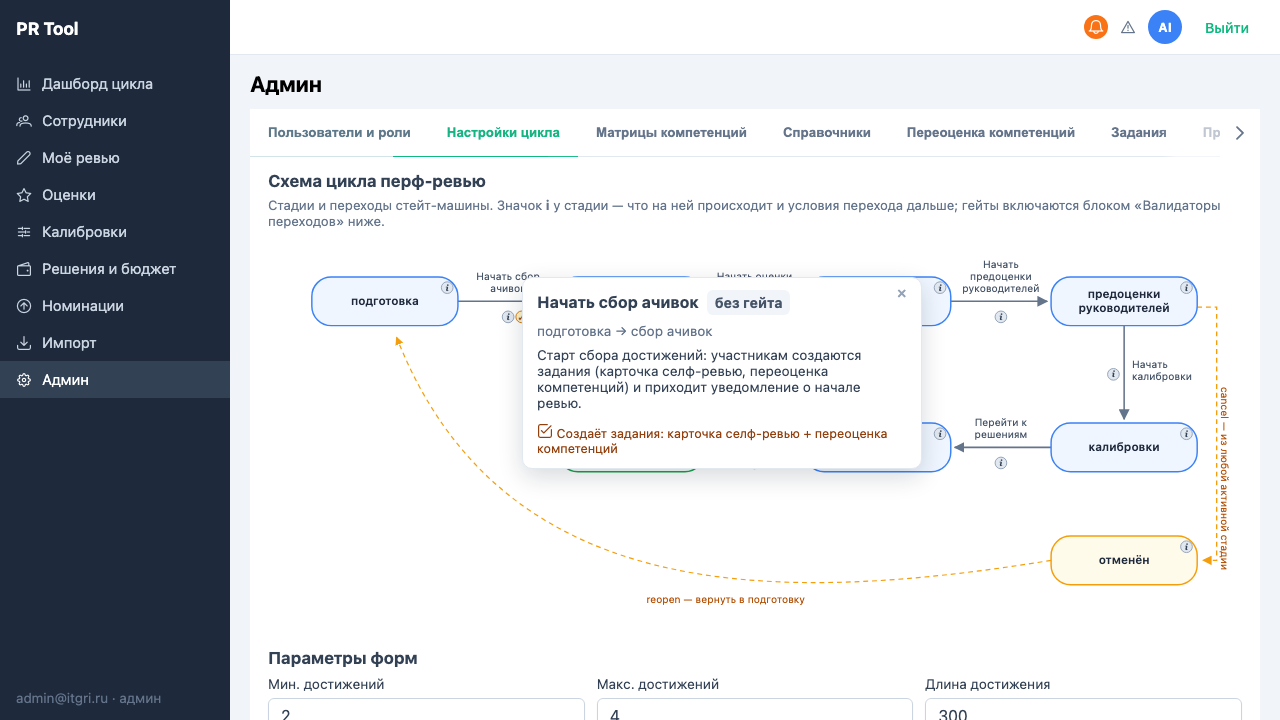 PR Tool
AI
Выйти
Дашборд цикла
Сотрудники
Моё ревью
Оценки
Калибровки
Решения и бюджет
Номинации
Импорт
Админ
admin@itgri.ru · админ
Админ
Пользователи и роли
Настройки цикла
Матрицы компетенций
Справочники
Переоценка компетенций
Задания
Пр
Схема цикла перф-ревью
Стадии и переходы стейт-машины. Значок i у стадии — что на ней происходит и условия перехода дальше; гейты включаются блоком «Валидаторы
переходов» ниже.
подготовка
Начать сбор
ачивок
Начать оценки
Начать
предоценки
руководителей
предоценки
руководителей
Начать сбор ачивок
без гейта
×
подготовка → сбор ачивок
Старт сбора достижений: участникам создаются
задания (карточка селф-ревью, переоценка
компетенций) и приходит уведомление о начале
ревью.
Создаёт задания: карточка селф-ревью + переоценка
компетенций
Начать
калибровки
cancel — из любой активной стадии
Перейти к
решениям
калибровки
отменён
reopen — вернуть в подготовку
Параметры форм
Мин. достижений
Макс. достижений
Длина достижения
2
4
300